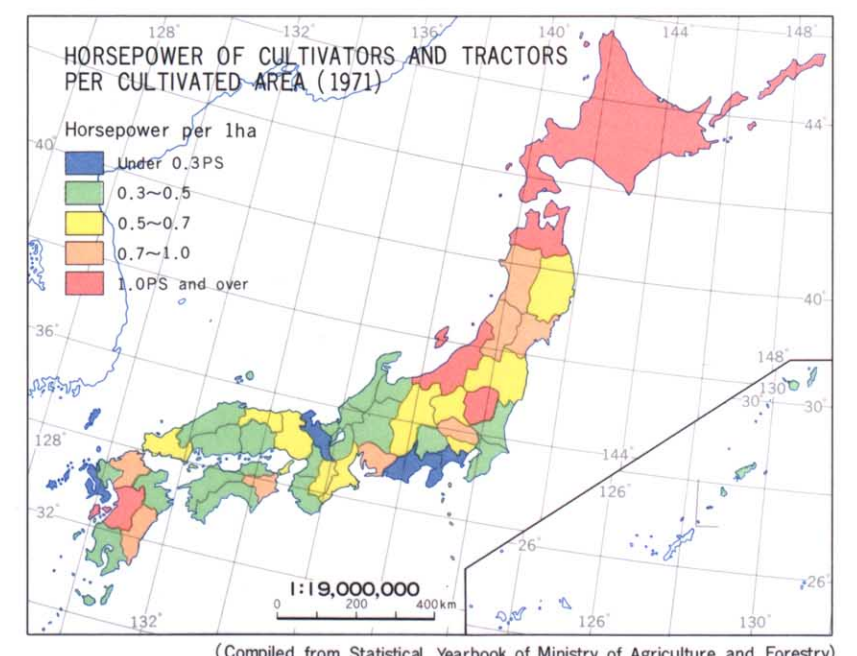 128° 132° 136° 140° 144° 148°
HORSEPOWER OF CULTIVATORS AND TRACTORS
PER CULTIVATED AREA (1971)
Horsepower per 1ha
Under 0.3PS
0.3~0.5
0.5~0.7
0.7~1.0
1.0PS and over
40°
44°
36°
40°
148°
130°
30° 30°
128°
144°
126°
32°
26°
26°
1:19,000,000
0 200 400km
132° 126° 130°
(Compiled from Statistical Yearbook of Ministry of Agriculture and Forestry)